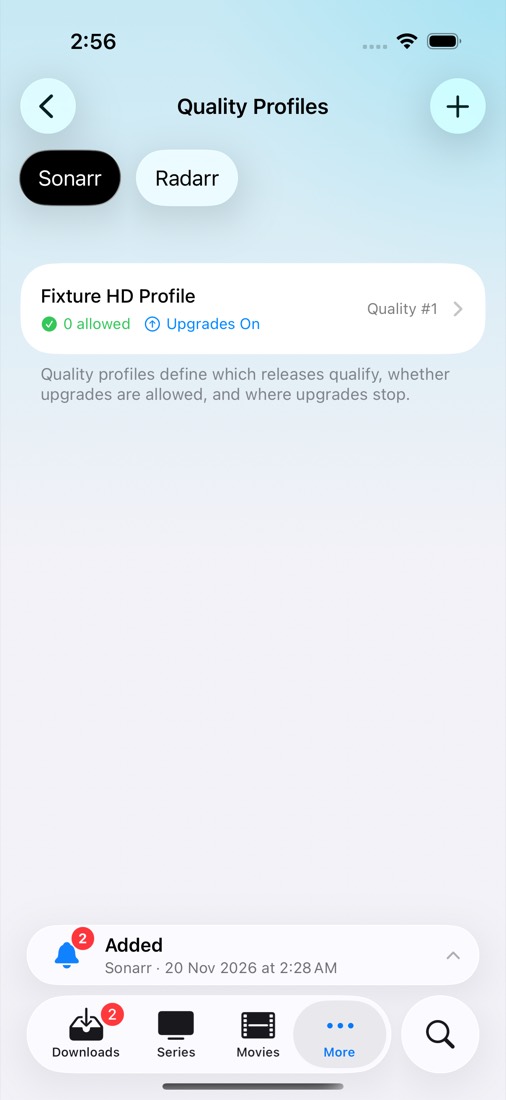 2:56
Quality Profiles
Sonarr
Radarr
Fixture HD Profile
0 allowed
Upgrades On
Quality #1
Quality profiles define which releases qualify, whether
upgrades are allowed, and where upgrades stop.
2
Added
Sonarr · 20 Nov 2026 at 2:28 AM
2
Downloads
Series
Movies
More